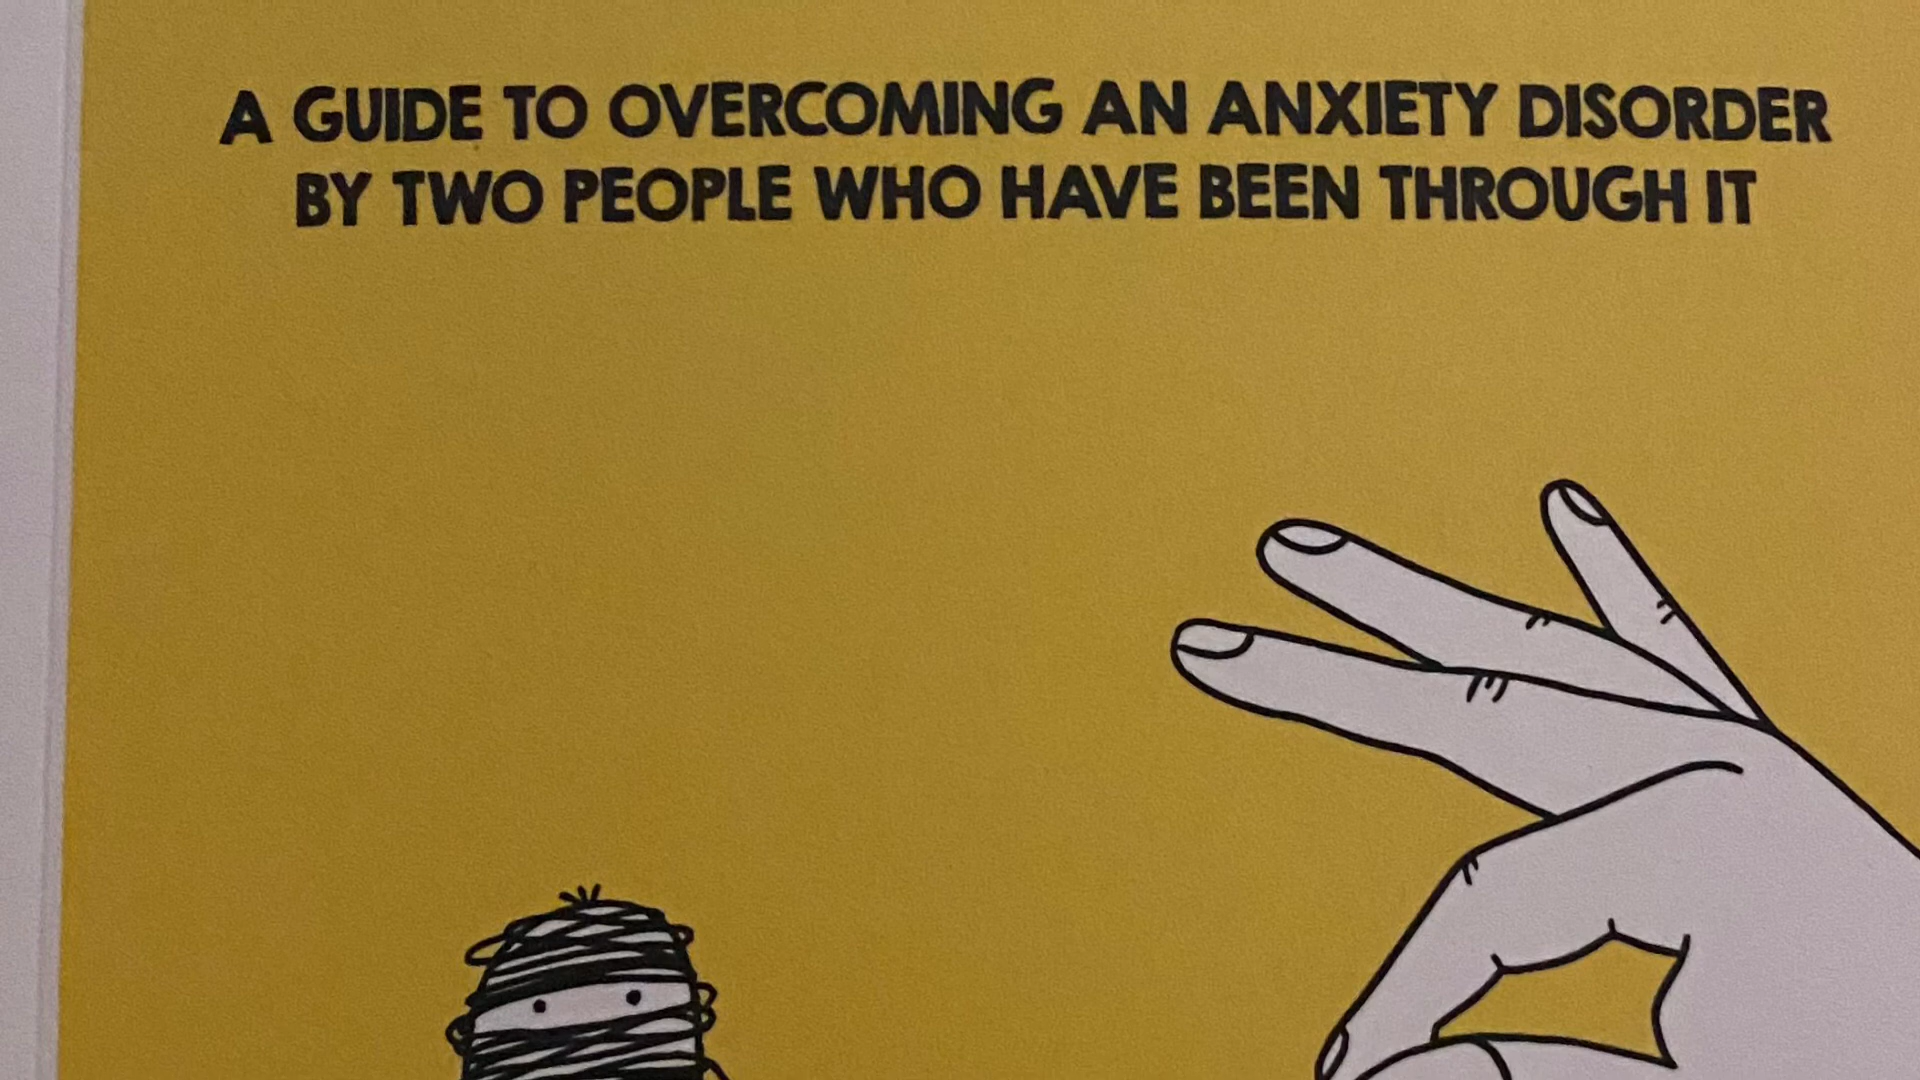 A GUIDE TO OVERCOMING AN ANXIETY DISORDER
BY TWO PEOPLE WHO HAVE BEEN THROUGH IT